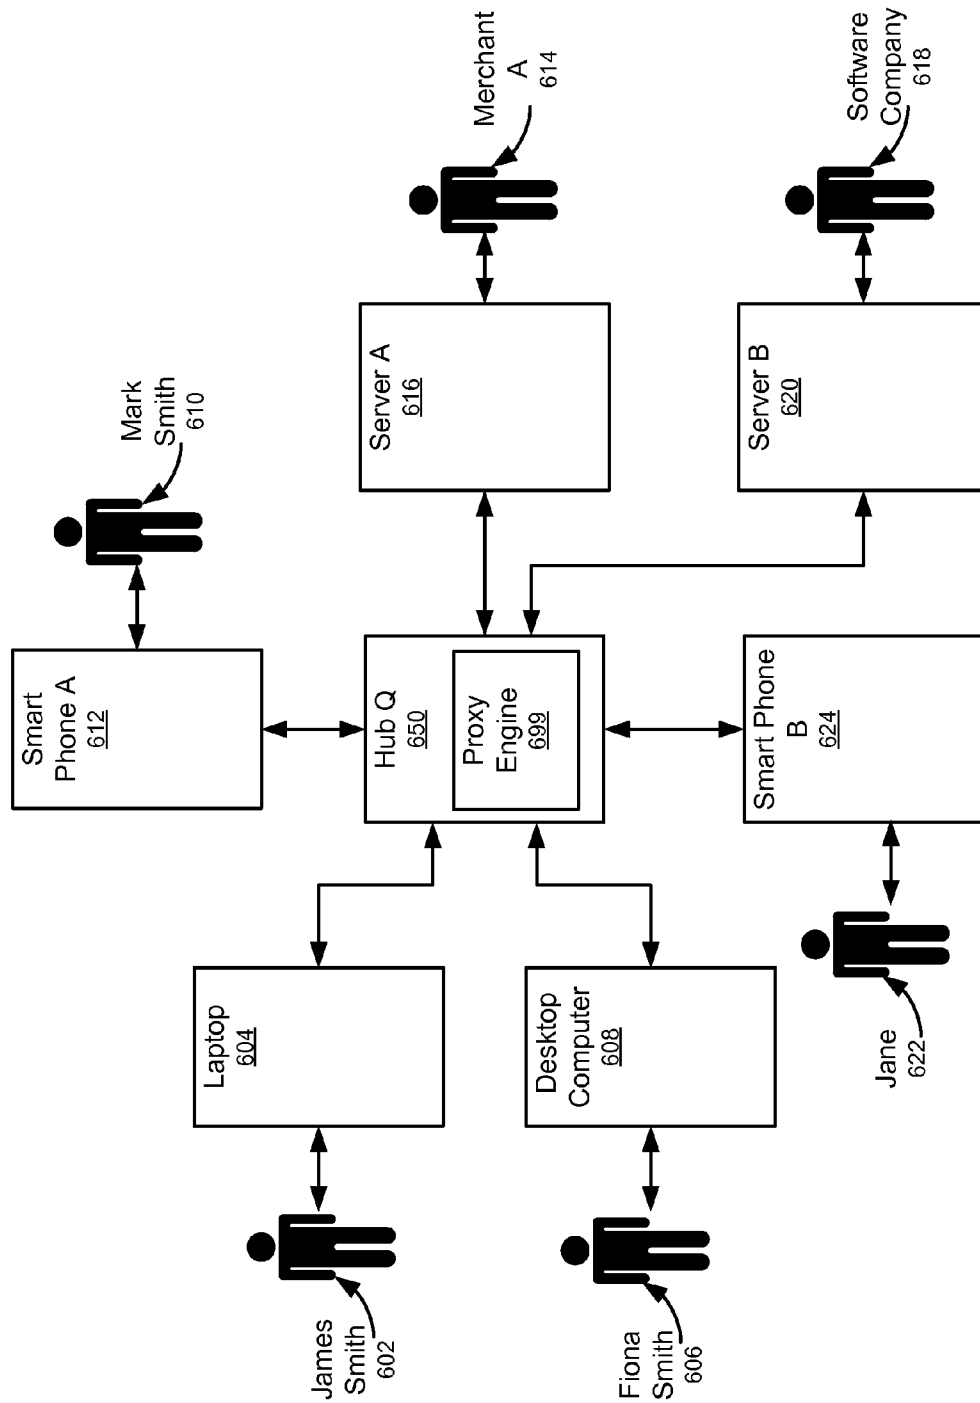 Mark
Smith
610
Smart
Phone A
612
Merchant
A
614
Server A
616
Hub Q
650
Proxy
Engine
699
Laptop
604
James
Smith
602
Software
Company
618
Server B
620
Smart Phone
B
624
Desktop
Computer
608
Fiona
Smith
606
Jane
622